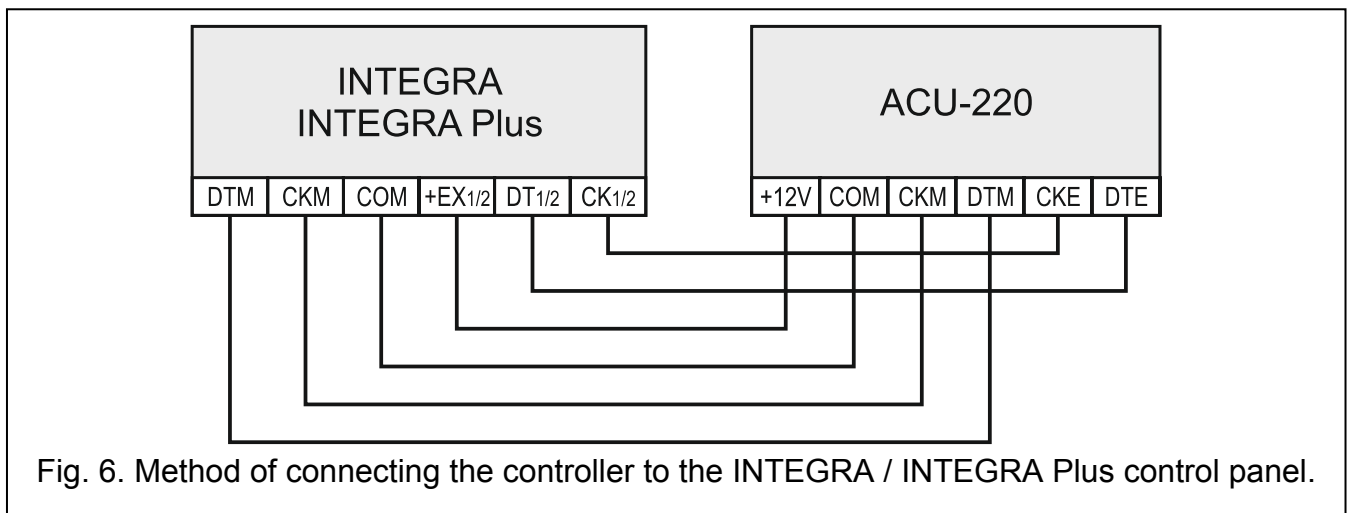 INTEGRA
INTEGRA Plus
ACU-220
DTM CKM COM +EX1/2 DT1/2 CK1/2
+12V COM CKM DTM CKE DTE
Fig. 6. Method of connecting the controller to the INTEGRA / INTEGRA Plus control panel.